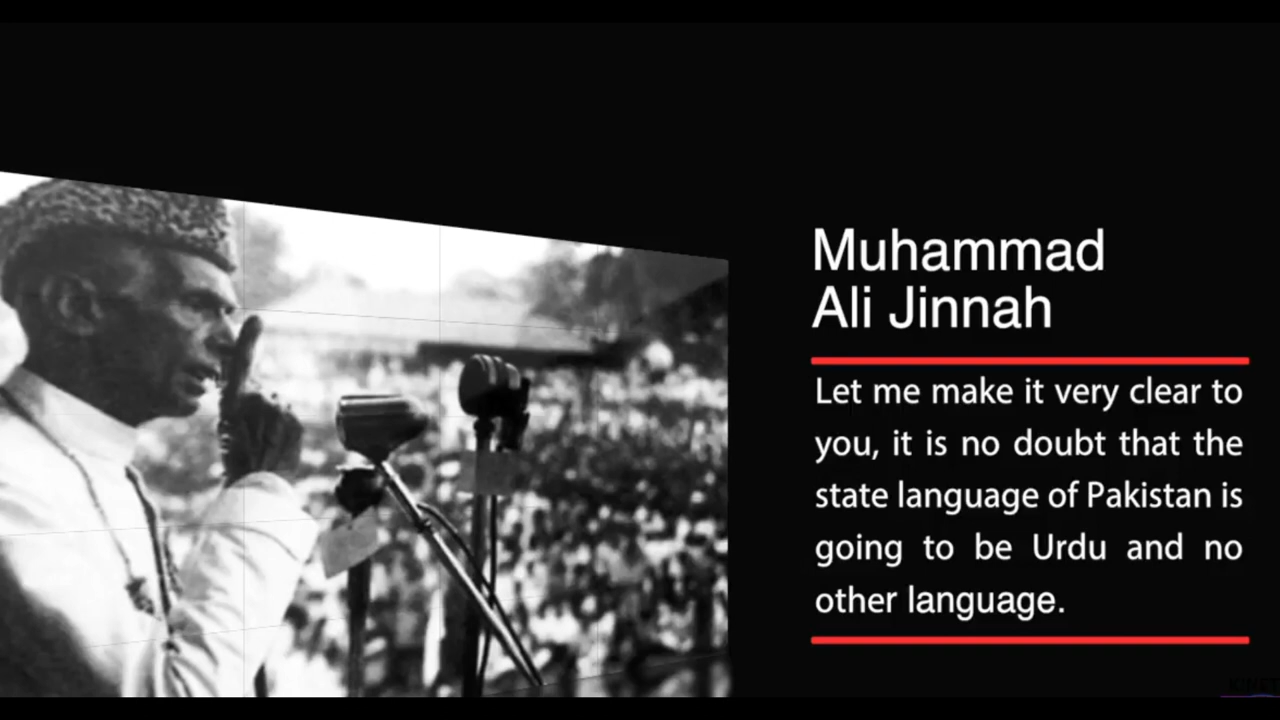 Muhammad
Ali Jinnah
Let me make it very clear to
you, it is no doubt that the
state language of Pakistan is
going to be Urdu and no
other language.